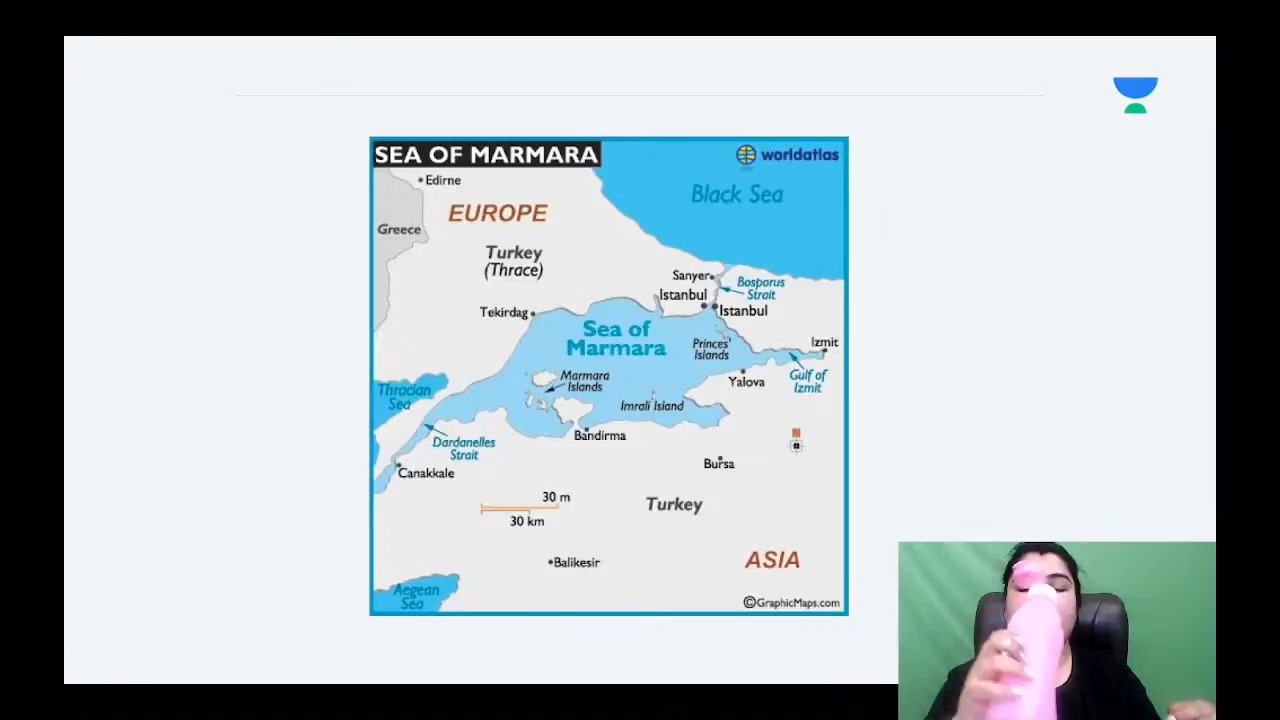 SEA OF MARMARA
worldatlas
Edirne
Black Sea
EUROPE
Greece
Turkey
(Thrace)
Sanyer
Bosporus
Strait
Istanbul
Istanbul
Tekirdag
Sea of
Marmara
Princes'
Islands
Izmit
Gulf of
Izmit
Marmara
Islands
Yalova
Thracian
Sea
Imrali Island
Bandirma
Dardanelles
Strait
Canakkale
Bursa
30 m
30 km
Turkey
Balikesir
ASIA
Aegean
Sea
©GraphicMaps.com